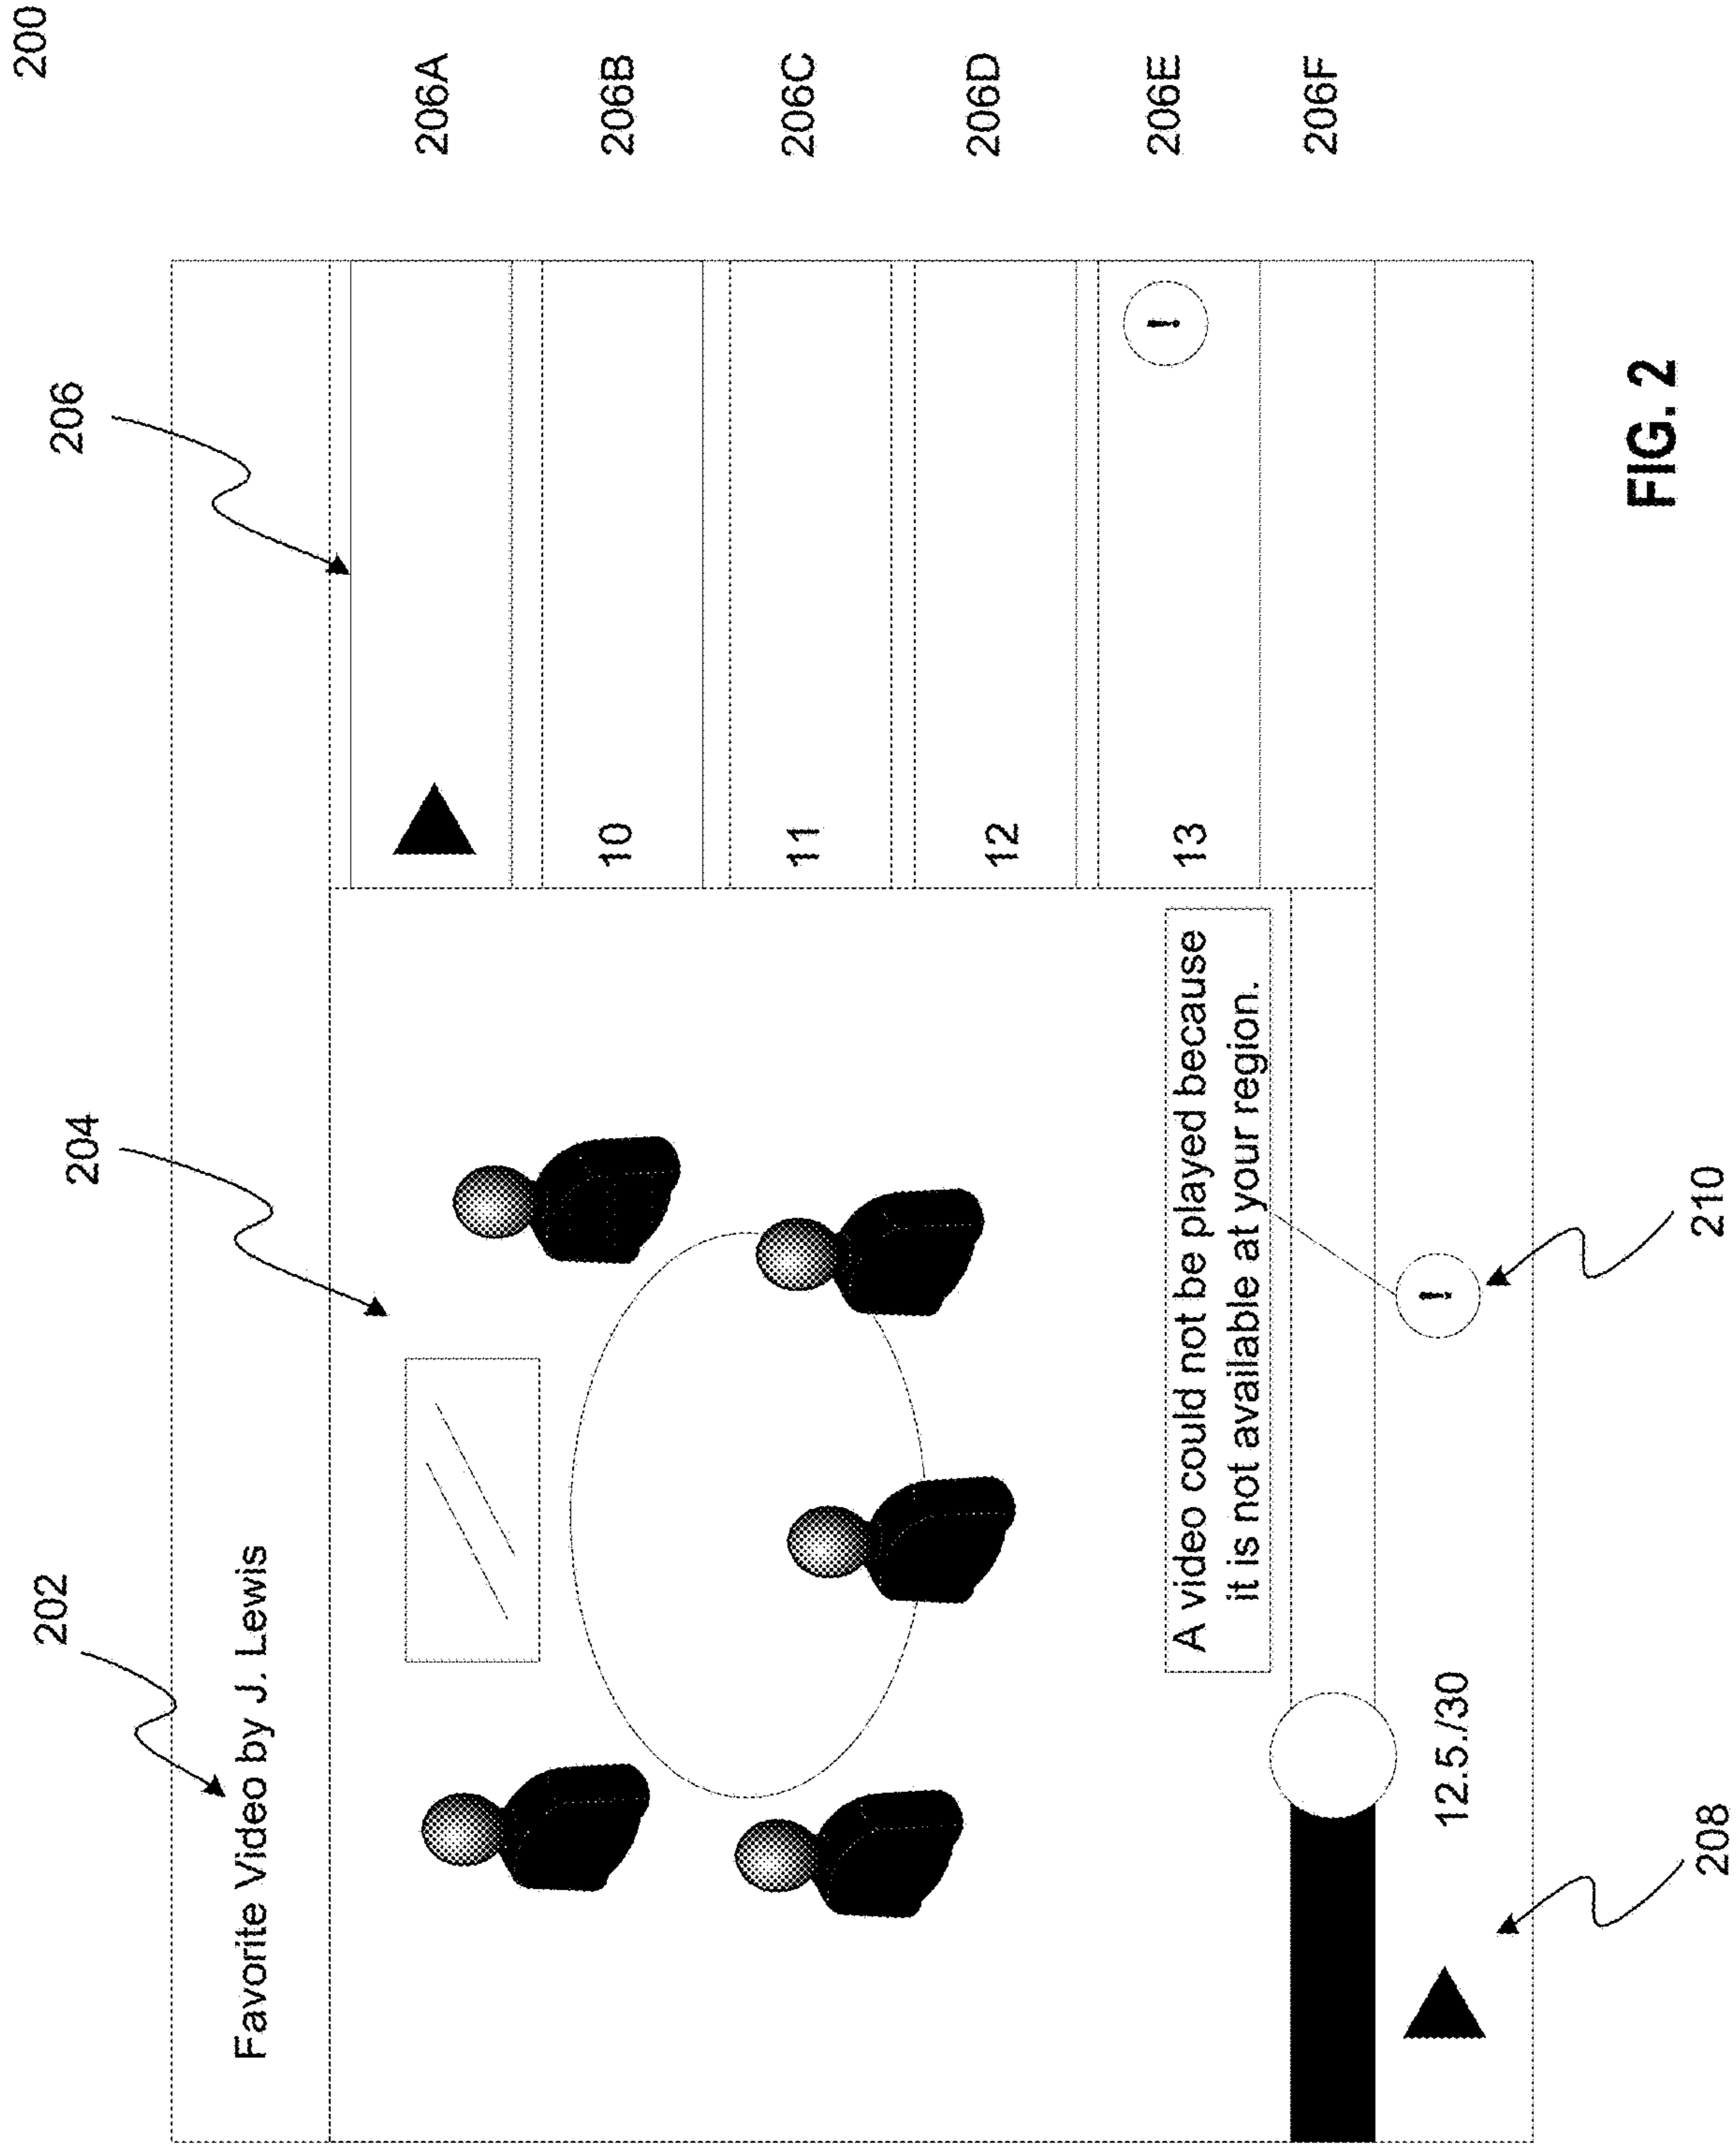 200
202
204
206
Favorite Video by J. Lewis
206A
10
206B
11
206C
12
206D
13
!
206E
A video could not be played because
it is not available at your region.
206F
12.5./30
!
208
210
FIG. 2